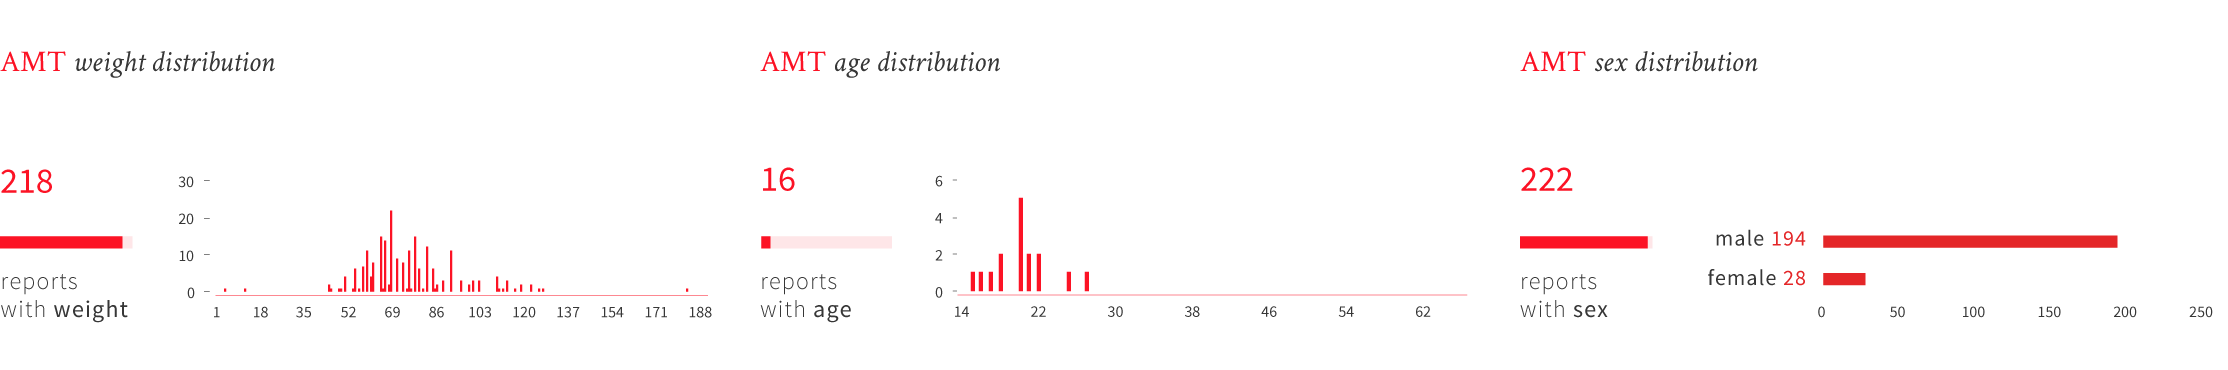 AMT weight distribution
218
reports
with weight
30
20
10
0
1 18 35 52 69 86 103 120 137 154 171 188
AMT age distribution
16
reports
with age
6
4
2
0
14 22 30 38 46 54 62
AMT sex distribution
222
reports
with sex
male 194
female 28
0 50 100 150 200 250